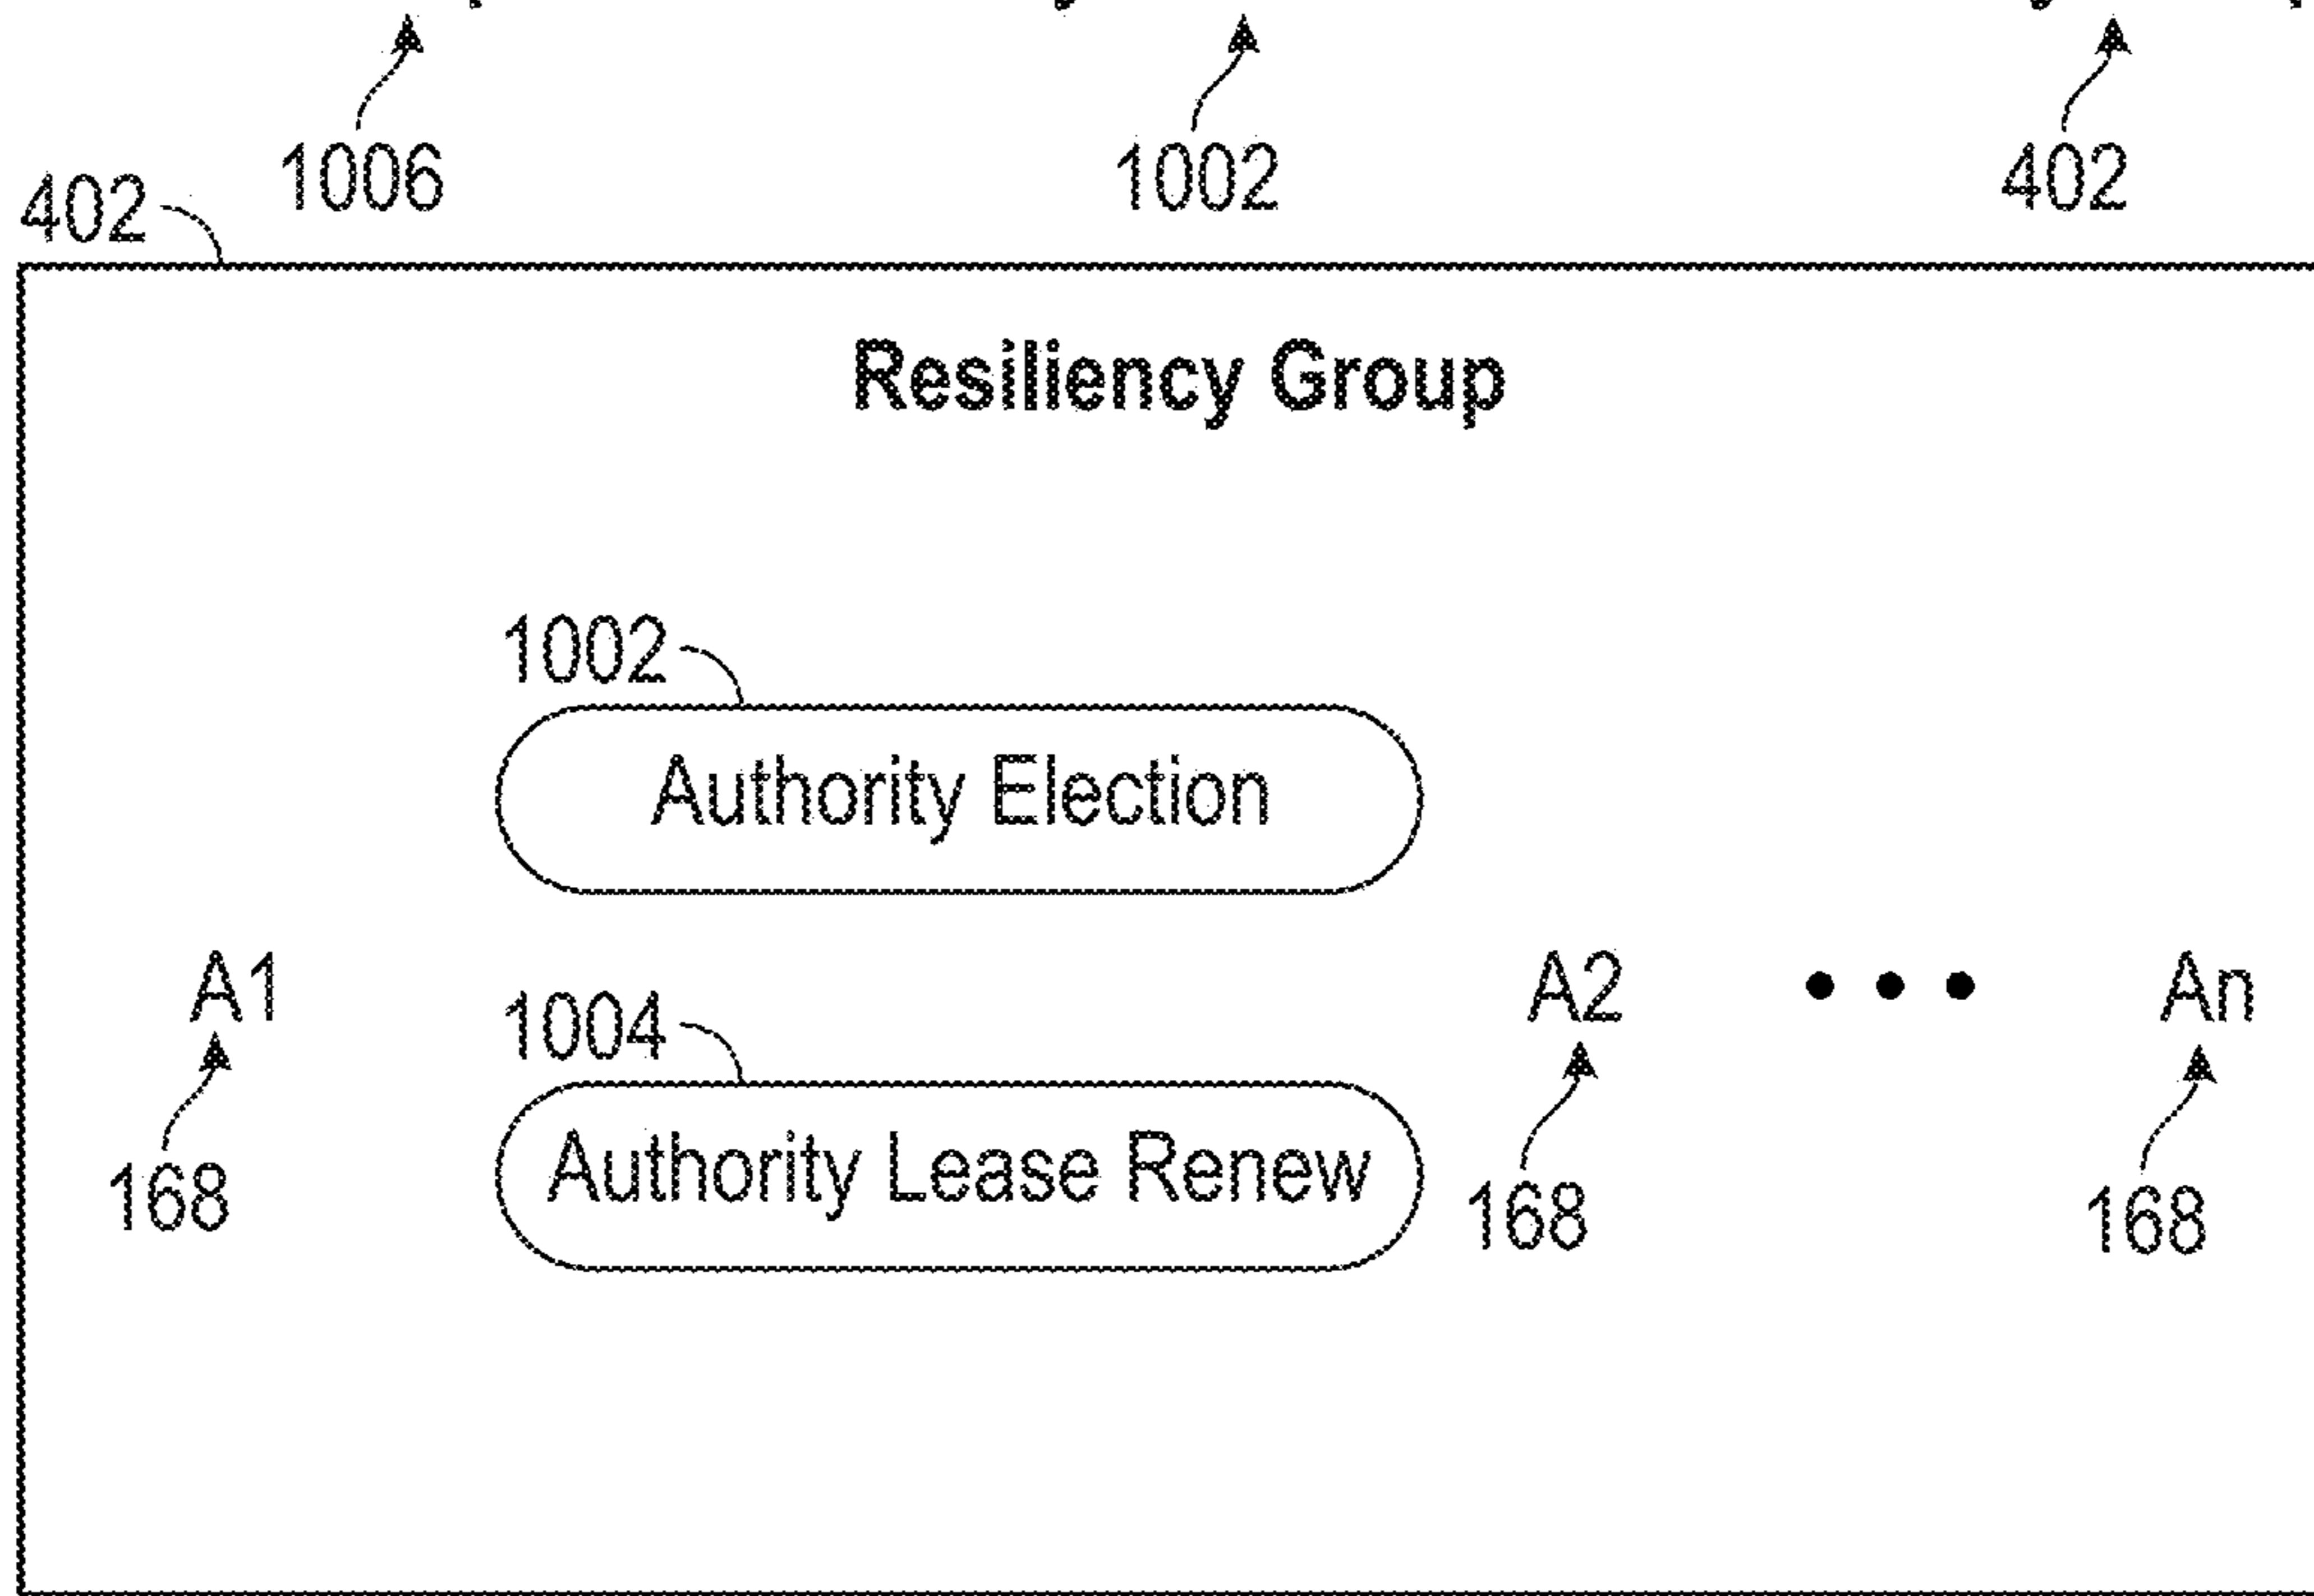 1006
1002
402
402
Resiliency Group
1002
Authority Election
A1
A2
• • •
An
1004
Authority Lease Renew
168
168
168